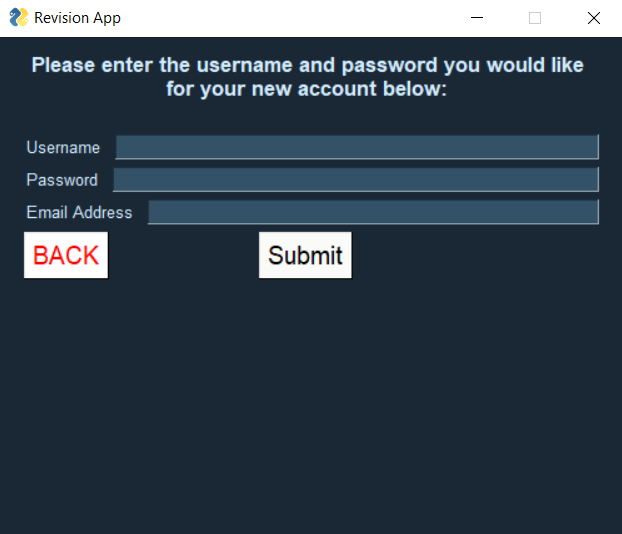 Revision App
Please enter the username and password you would like
for your new account below:
Username
Password
Email Address
BACK
Submit